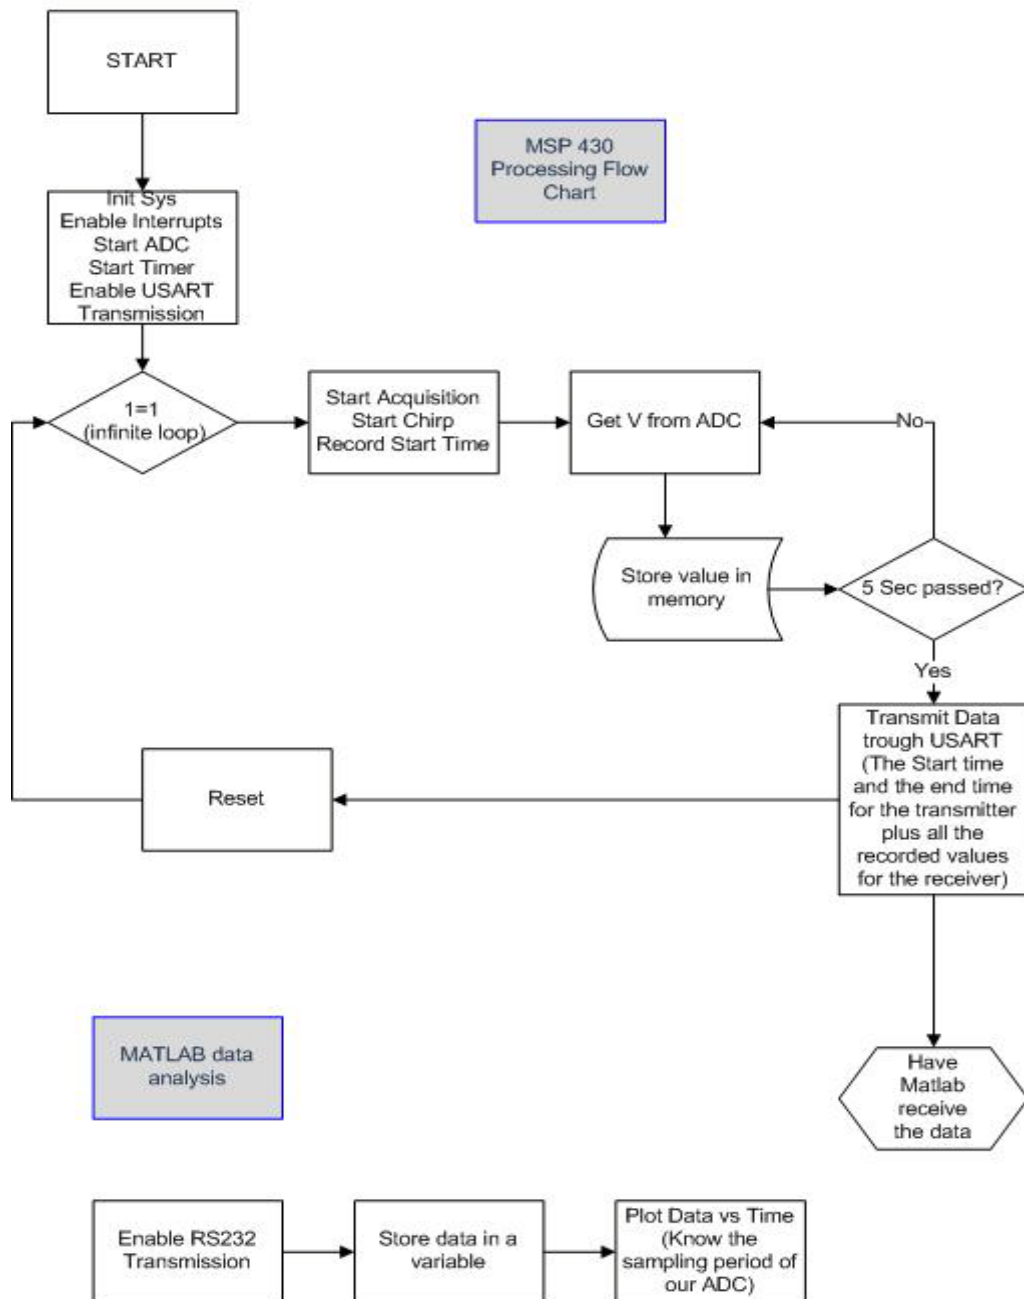 START
MSP 430
Processing Flow
Chart
Init Sys
Enable Interrupts
Start ADC
Start Timer
Enable USART
Transmission
1=1
(infinite loop)
Start Acquisition
Start Chirp
Record Start Time
Get V from ADC
No
Store value in
memory
5 Sec passed?
Yes
Transmit Data
trough USART
(The Start time
and the end time
for the transmitter
plus all the
recorded values
for the receiver)
Reset
Have
Matlab
receive
the data
MATLAB data
analysis
Enable RS232
Transmission
Store data in a
variable
Plot Data vs Time
(Know the
sampling period of
our ADC)